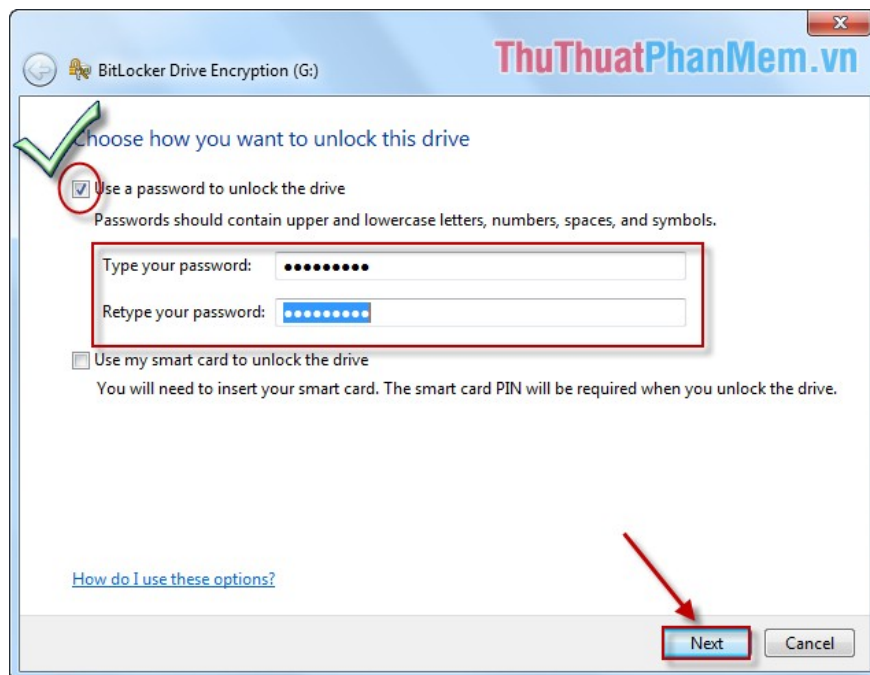 ThuThuatPhanMem.vn
BitLocker Drive Encryption (G:)
Choose how you want to unlock this drive
Use a password to unlock the drive
Passwords should contain upper and lowercase letters, numbers, spaces, and symbols.
Type your password: ●●●●●●●●●
Retype your password: ●●●●●●●●●
Use my smart card to unlock the drive
You will need to insert your smart card. The smart card PIN will be required when you unlock the drive.
How do I use these options?
Next Cancel